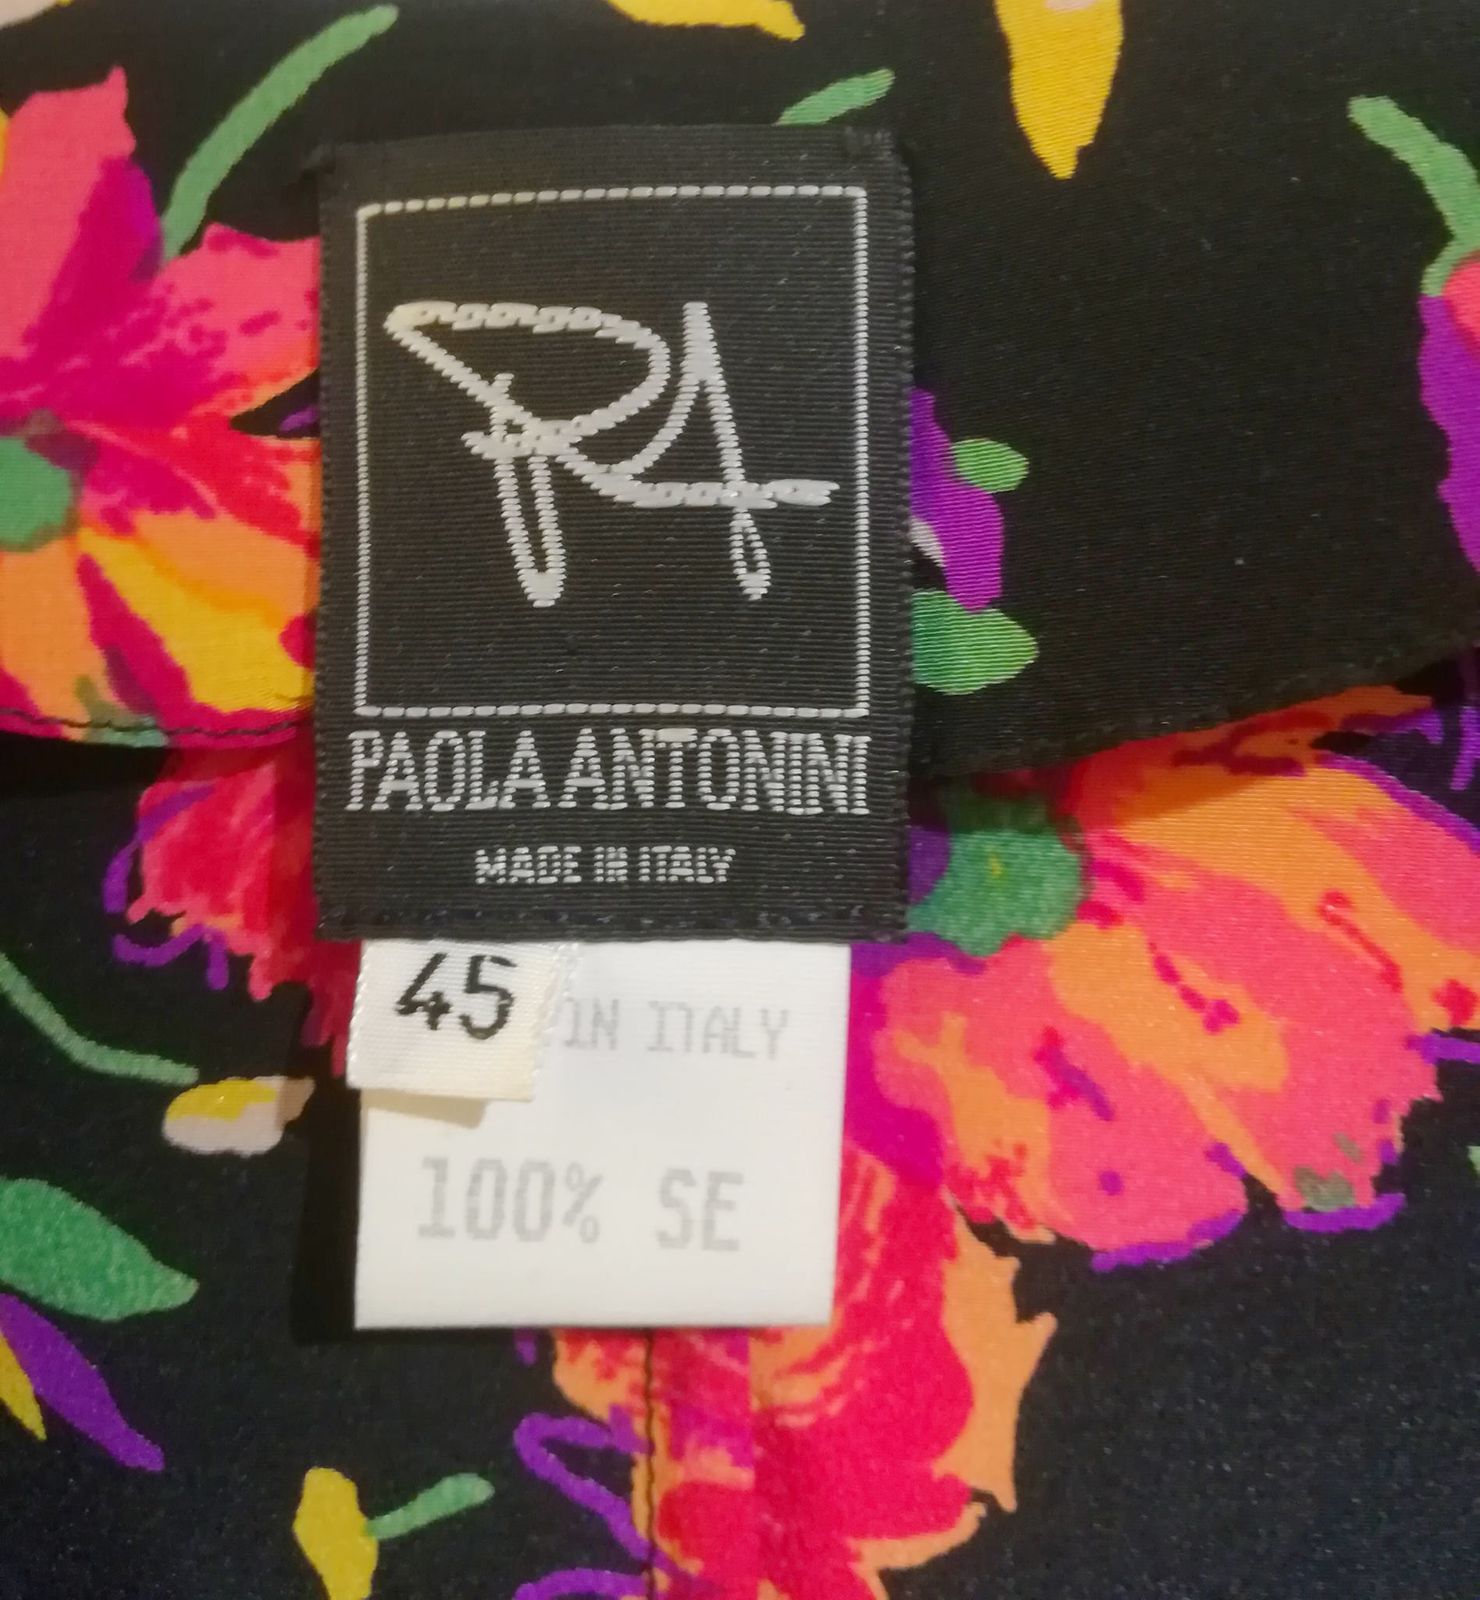 PA
PAOLA ANTONINI
MADE IN ITALY
45
IN ITALY
100% SE